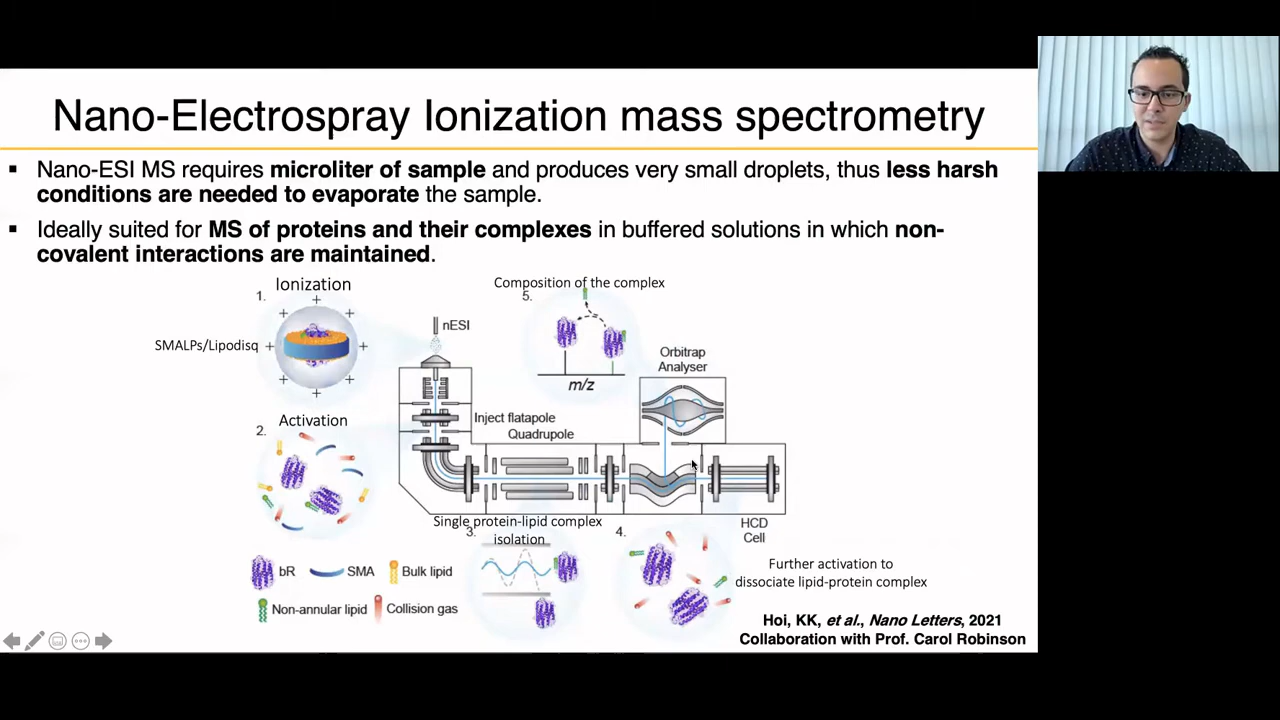 Nano-Electrospray Ionization mass spectrometry
▪ Nano-ESI MS requires microliter of sample and produces very small droplets, thus less harsh
conditions are needed to evaporate the sample.
▪ Ideally suited for MS of proteins and their complexes in buffered solutions in which non-
covalent interactions are maintained.
Ionization
1.
SMALPs/Lipodisq
Activation
2.
nESI
Inject flatapole
Quadrupole
Composition of the complex
5.
m/z
Orbitrap
Analyser
HCD
Cell
Single protein-lipid complex
isolation
3.
4.
Further activation to
dissociate lipid-protein complex
bR
SMA
Bulk lipid
Non-annular lipid
Collision gas
Hoi, KK, et al., Nano Letters, 2021
Collaboration with Prof. Carol Robinson